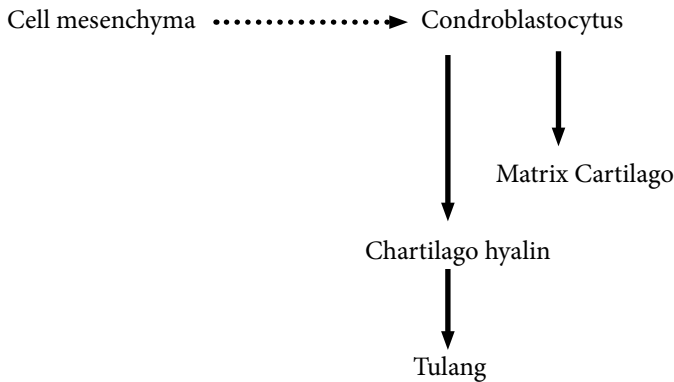 Cell mesenchyma
Condroblastocytus
Matrix Cartilago
Chartilago hyalin
Tulang